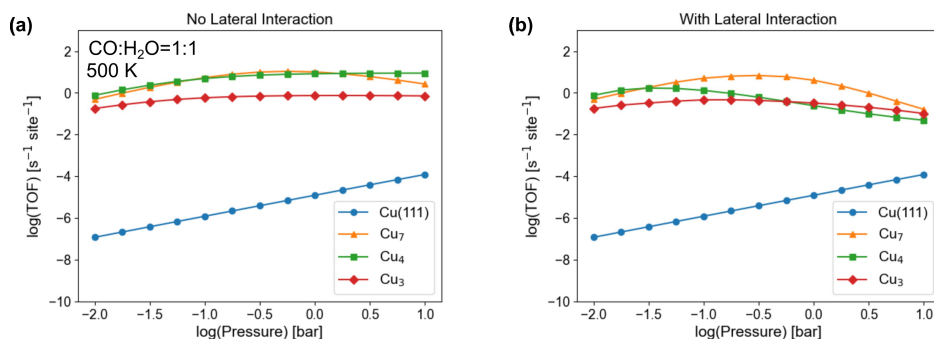 (a)
No Lateral Interaction
CO:H₂O=1:1
500 K
log(TOF) [s⁻¹ site⁻¹]
2
0
−2
−4
−6
−8
−10
Cu(111)
Cu₇
Cu₄
Cu₃
−2.0 −1.5 −1.0 −0.5 0.0 0.5 1.0
log(Pressure) [bar]
(b)
With Lateral Interaction
log(TOF) [s⁻¹ site⁻¹]
2
0
−2
−4
−6
−8
−10
Cu(111)
Cu₇
Cu₄
Cu₃
−2.0 −1.5 −1.0 −0.5 0.0 0.5 1.0
log(Pressure) [bar]